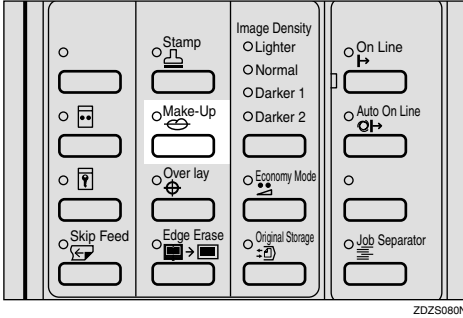 Image Density
Stamp
Lighter
On Line
Normal
Darker 1
Make-Up
Darker 2
Auto On Line
Over lay
Economy Mode
Skip Feed
Edge Erase
Original Storage
Job Separator
ZDZS080N